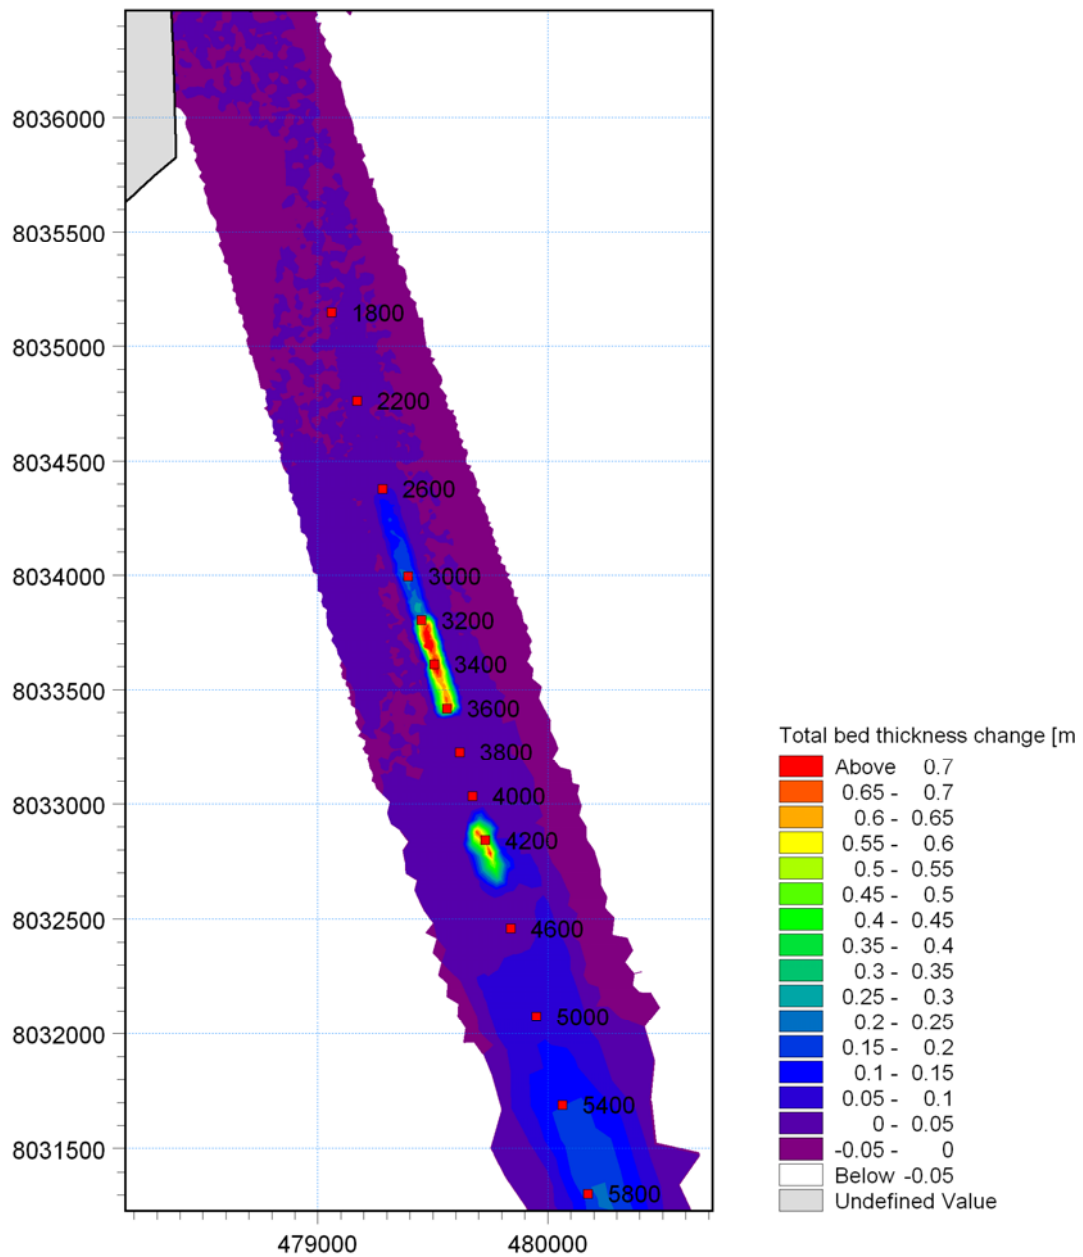 8036000
8035500
1800
8035000
2200
8034500
2600
8034000
3000
3200
3400
8033500
3600
3800
8033000
4000
4200
8032500
4600
5000
8032000
5400
8031500
5800
479000 480000
Total bed thickness change [m
Above 0.7
0.65 - 0.7
0.6 - 0.65
0.55 - 0.6
0.5 - 0.55
0.45 - 0.5
0.4 - 0.45
0.35 - 0.4
0.3 - 0.35
0.25 - 0.3
0.2 - 0.25
0.15 - 0.2
0.1 - 0.15
0.05 - 0.1
0 - 0.05
-0.05 - 0
Below -0.05
Undefined Value